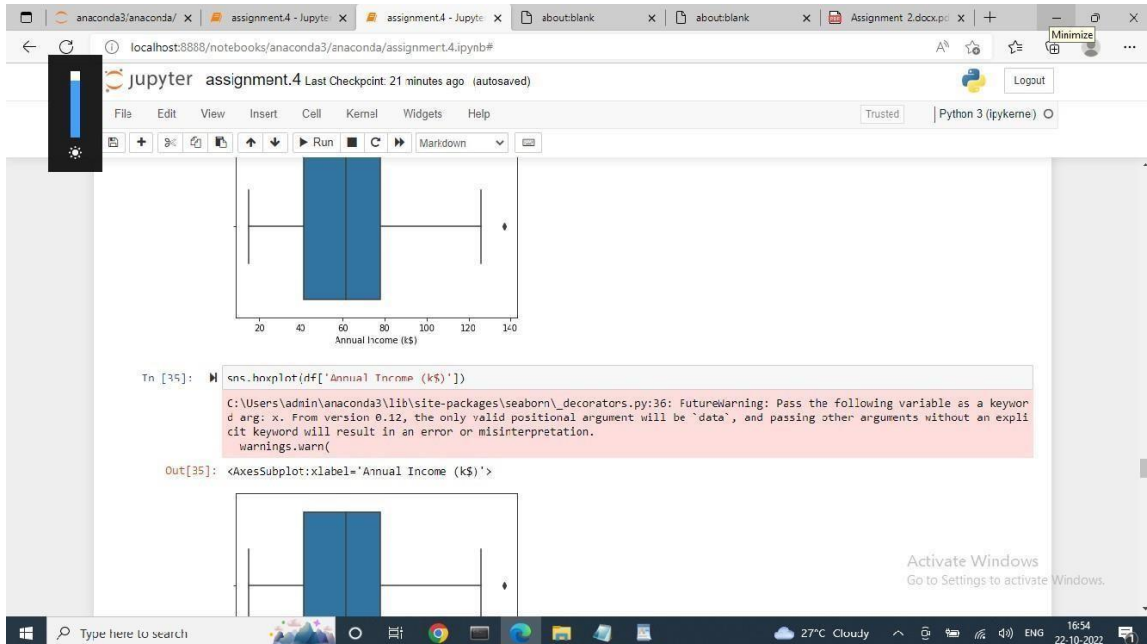 anaconda3/anaconda/
assignment.4 - Jupyte
assignment.4 - Jupyte
about:blank
about:blank
Assignment 2.docx.pd
Minimize
localhost:8888/notebooks/anaconda3/anaconda/assignment.4.ipynb#
jupyter assignment.4 Last Checkpoint: 21 minutes ago (autosaved)
Logout
File Edit View Insert Cell Kernel Widgets Help
Trusted
Python 3 (ipykernel)
Run
Markdown
20 40 60 80 100 120 140
Annual Income (k$)
In [35]: sns.boxplot(df['Annual Income (k$)'])
C:\Users\admin\anaconda3\lib\site-packages\seaborn\_decorators.py:36: FutureWarning: Pass the following variable as a keywor
d arg: x. From version 0.12, the only valid positional argument will be `data`, and passing other arguments without an expli
cit keyword will result in an error or misinterpretation.
warnings.warn(
Out[35]: <AxesSubplot:xlabel='Annual Income (k$)'>
Activate Windows
Go to Settings to activate Windows.
Type here to search
27°C Cloudy
ENG
16:54
22-10-2022